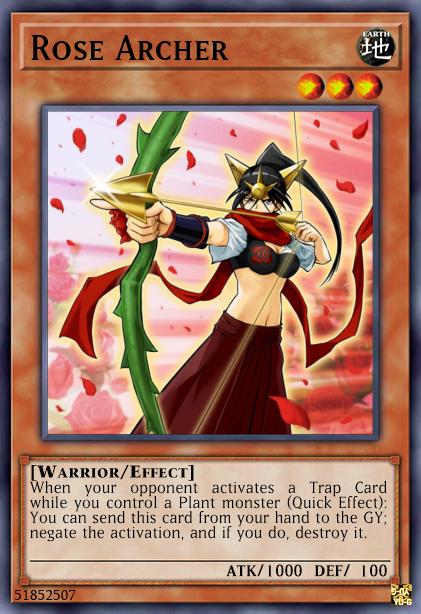 Rose Archer
EARTH
地
[Warrior/Effect]
When your opponent activates a Trap Card
while you control a Plant monster (Quick Effect):
You can send this card from your hand to the GY;
negate the activation, and if you do, destroy it.
ATK/1000 DEF/ 100
51852507